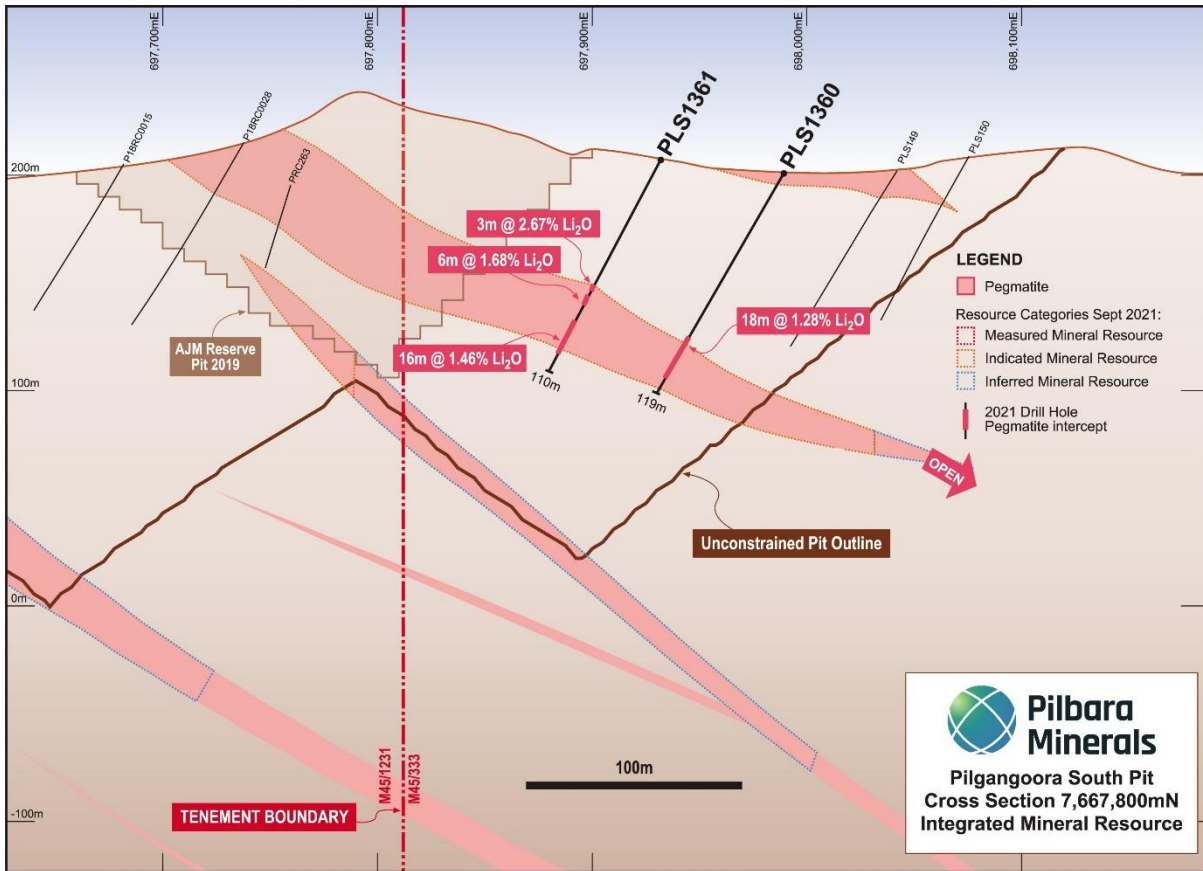 697,700mE
697,800mE
697,900mE
698,000mE
698,100mE
P18RC0015
P18RC0028
PRC263
PLS1361
PLS1360
PLS149
PLS150
200m
100m
0m
-100m
3m @ 2.67% Li₂O
6m @ 1.68% Li₂O
16m @ 1.46% Li₂O
18m @ 1.28% Li₂O
110m
119m
AJM Reserve
Pit 2019
OPEN
Unconstrained Pit Outline
LEGEND
Pegmatite
Resource Categories Sept 2021:
Measured Mineral Resource
Indicated Mineral Resource
Inferred Mineral Resource
2021 Drill Hole
Pegmatite intercept
M45/1231
M45/333
TENEMENT BOUNDARY
100m
Pilbara
Minerals
Pilgangoora South Pit
Cross Section 7,667,800mN
Integrated Mineral Resource